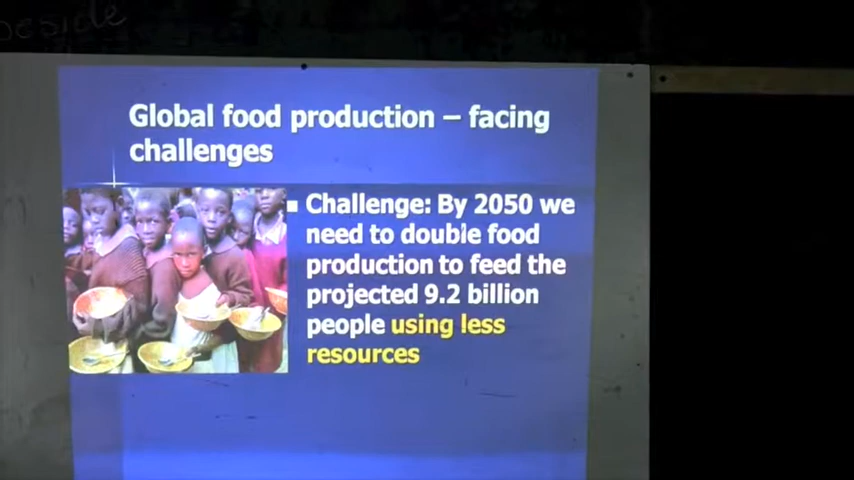 beside
Global food production – facing
challenges
Challenge: By 2050 we
need to double food
production to feed the
projected 9.2 billion
people using less
resources